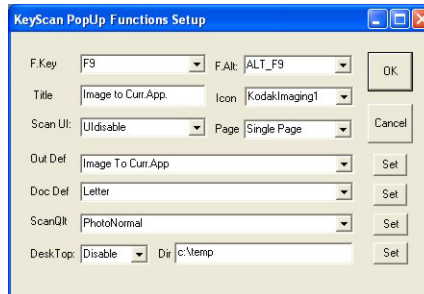 KeyScan PopUp Functions Setup
F.Key F9 F.Alt: ALT_F9 OK
Title Image to Curr.App. Icon KodakImaging1
Scan UI: UIdisable Page Single Page Cancel
Out Def Image To Curr.App Set
Doc Def Letter Set
ScanQlt PhotoNormal Set
DeskTop: Disable Dir c:\temp Set